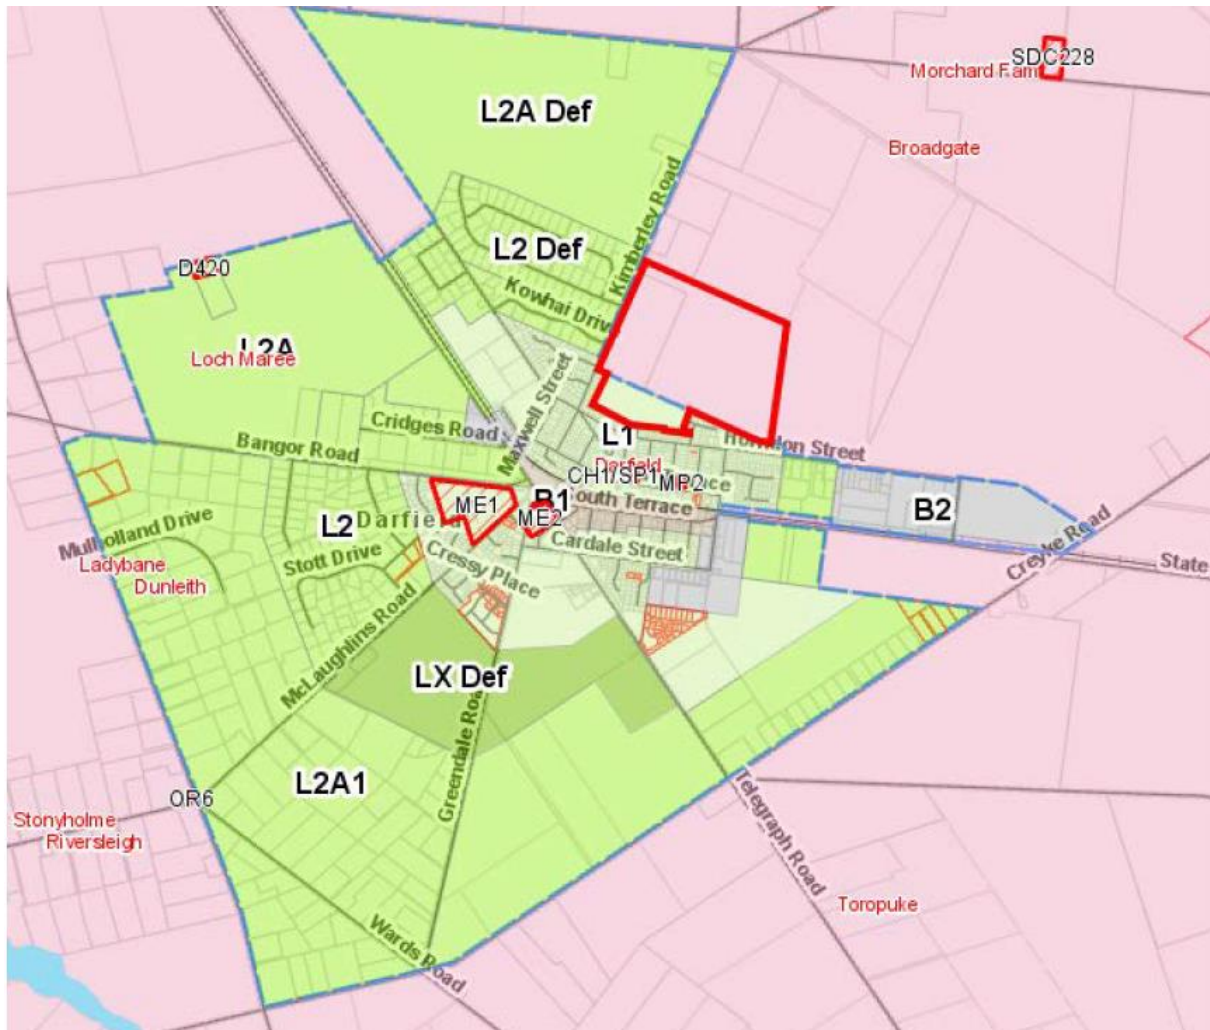 SDC228
Morchard Farm
L2A Def
Broadgate
Kimberley Road
L2 Def
D420
Kowhai Drive
L2A
Loch Maree
Maxwell Street
Cridges Road
L1
Horndon Street
Bangor Road
Darfield
CH1/SP1
MP2
South Terrace
ME1
B1
ME2
B2
L2
Darfield
Cardale Street
Mulholland Drive
Stott Drive
Cressy Place
Creyke Road
State
Ladybane
Dunleith
McLaughlins Road
LX Def
Greendale Road
L2A1
OR6
Telegraph Road
Stonyholme
Riversleigh
Toropuke
Wards Road